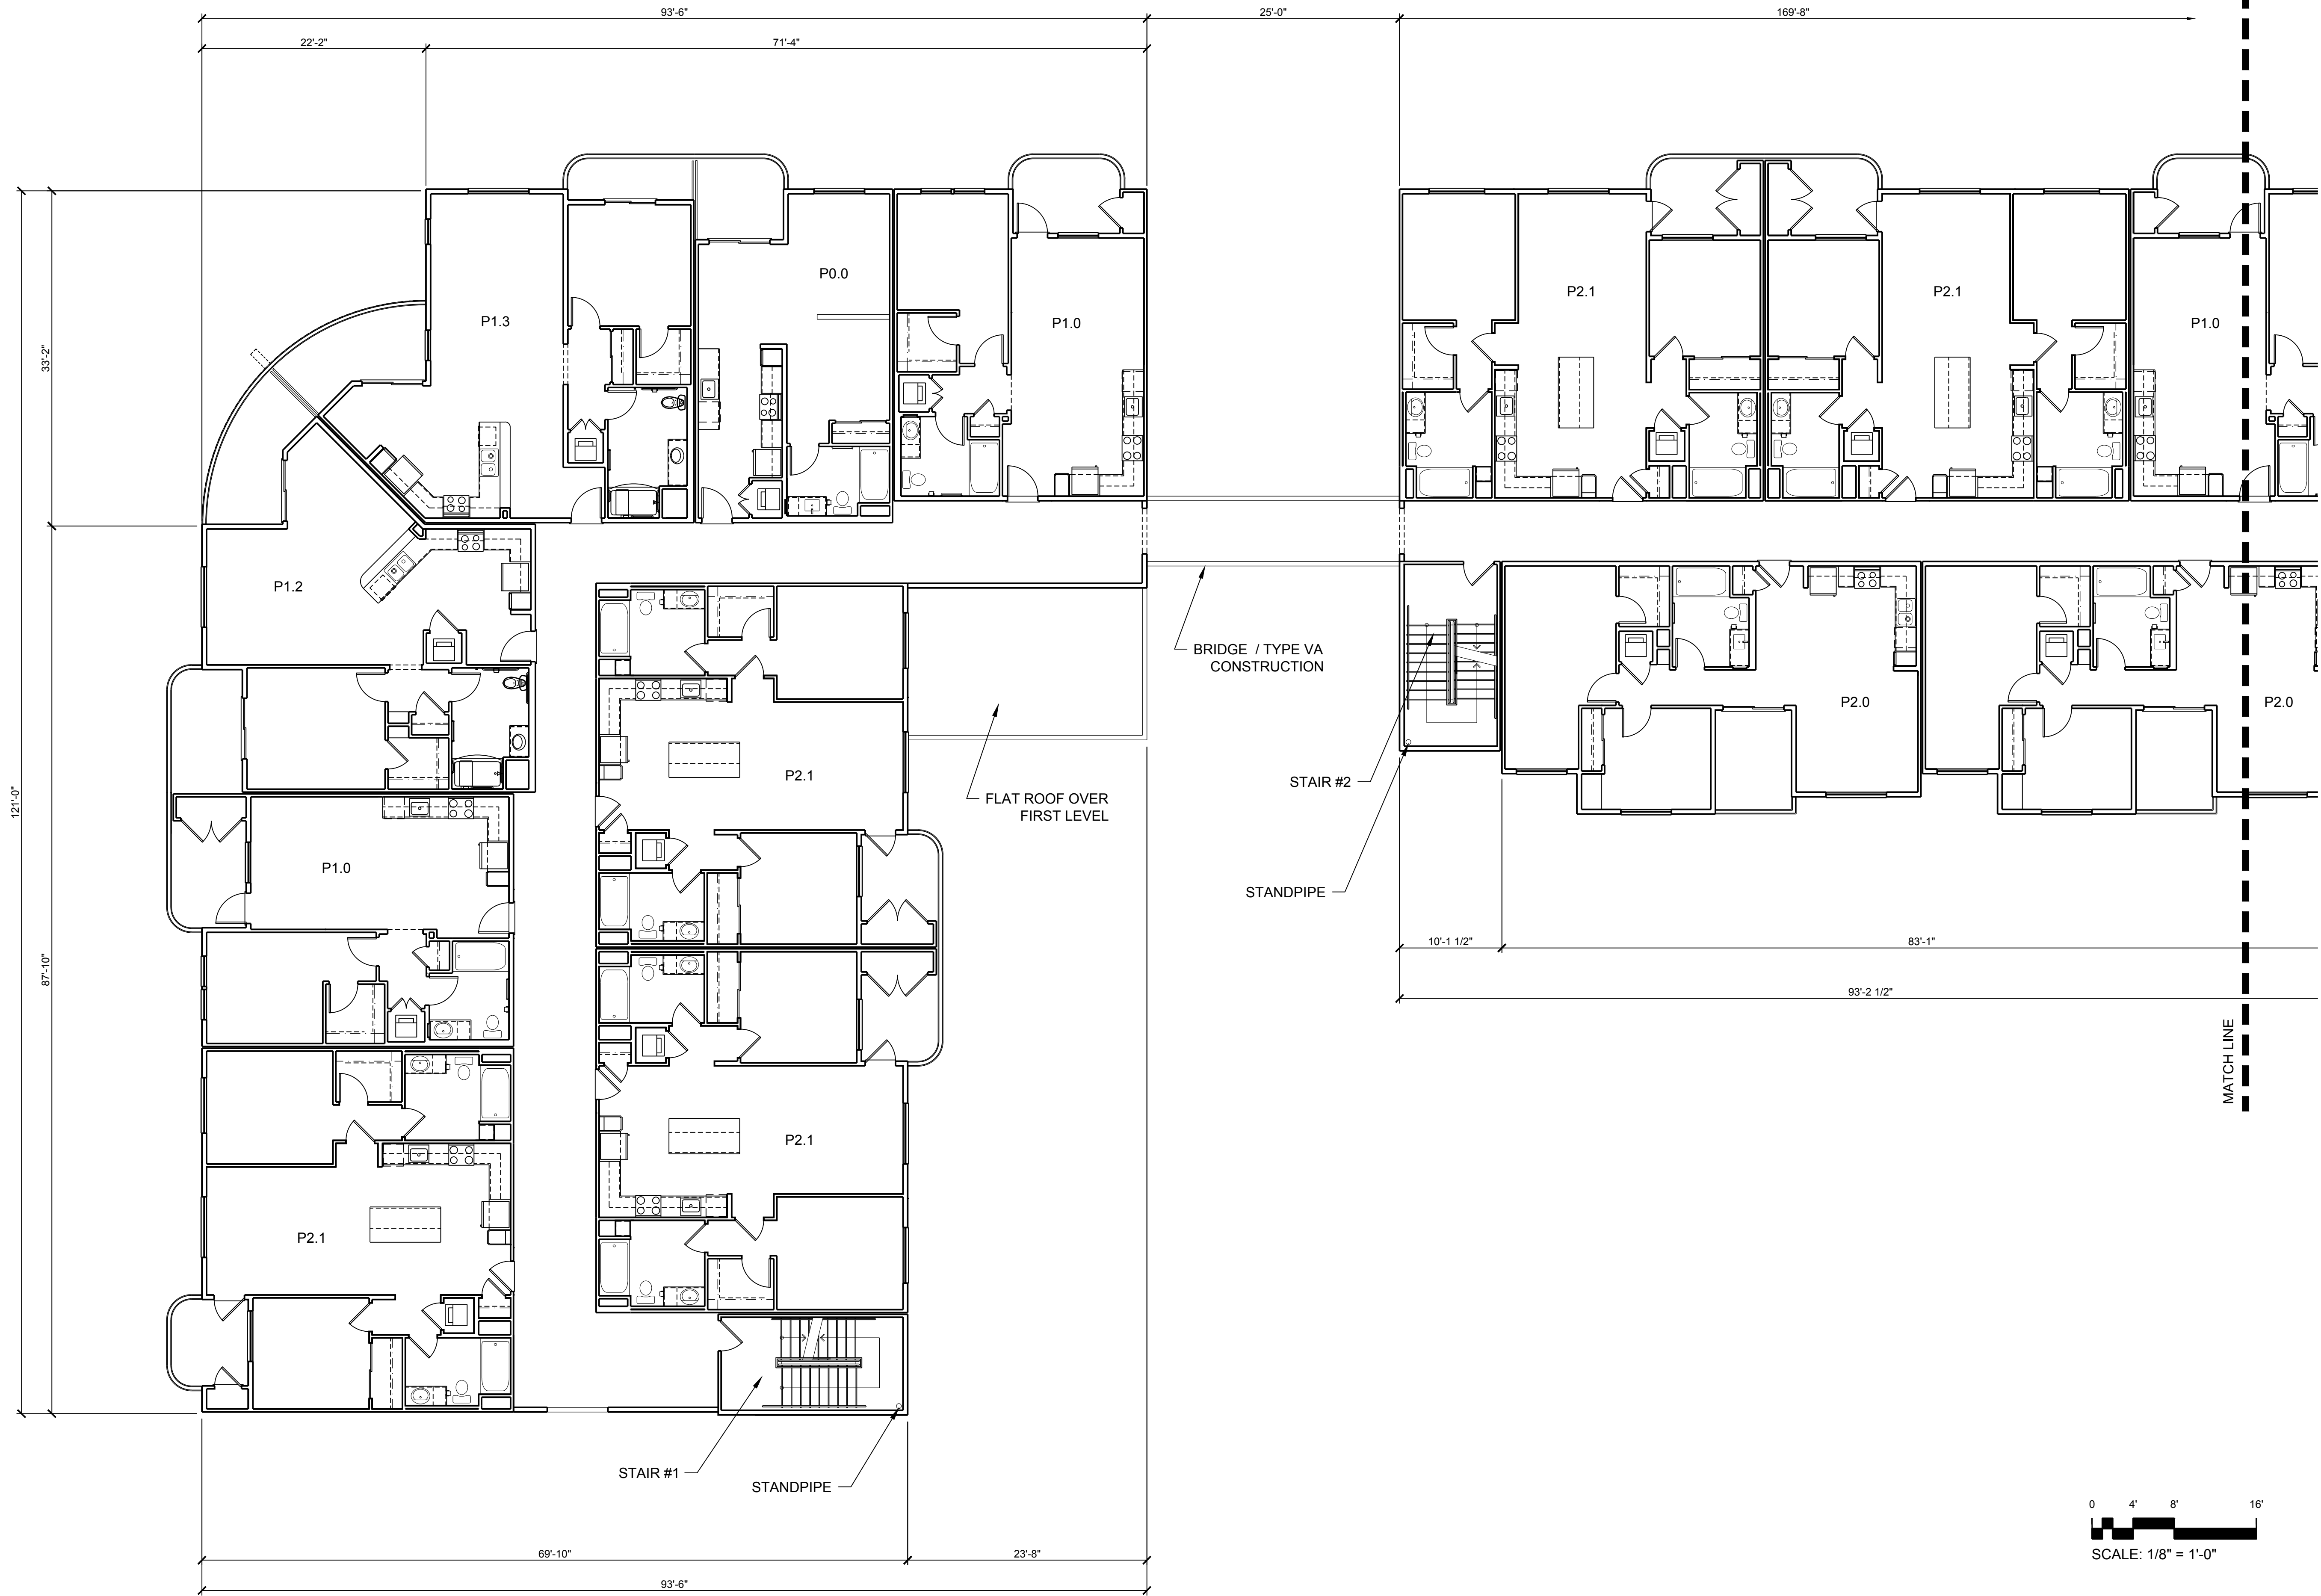 93'-6"
25'-0"
169'-8"
22'-2"
71'-4"
P0.0
P1.3
P1.0
P2.1
P2.1
P1.0
33'-2"
P1.2
BRIDGE / TYPE VA
CONSTRUCTION
P2.0
P2.0
P2.1
STAIR #2
FLAT ROOF OVER
FIRST LEVEL
121'-0"
P1.0
STANDPIPE
10'-1 1/2"
83'-1"
87'-10"
93'-2 1/2"
MATCH LINE
P2.1
P2.1
STAIR #1
STANDPIPE
0 4' 8' 16'
SCALE: 1/8" = 1'-0"
69'-10"
23'-8"
93'-6"